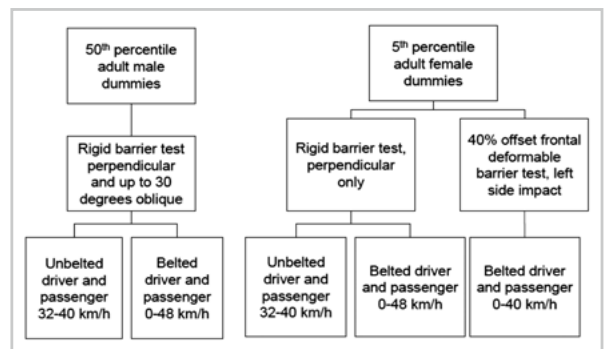 50th percentile
adult male
dummies
5th percentile
adult female
dummies
Rigid barrier test
perpendicular
and up to 30
degrees oblique
Rigid barrier test,
perpendicular
only
40% offset frontal
deformable
barrier test, left
side impact
Unbelted
driver and
passenger
32-40 km/h
Belted
driver and
passenger
0-48 km/h
Unbelted
driver and
passenger
32-40 km/h
Belted driver
and passenger
0-48 km/h
Belted driver
and passenger
0-40 km/h